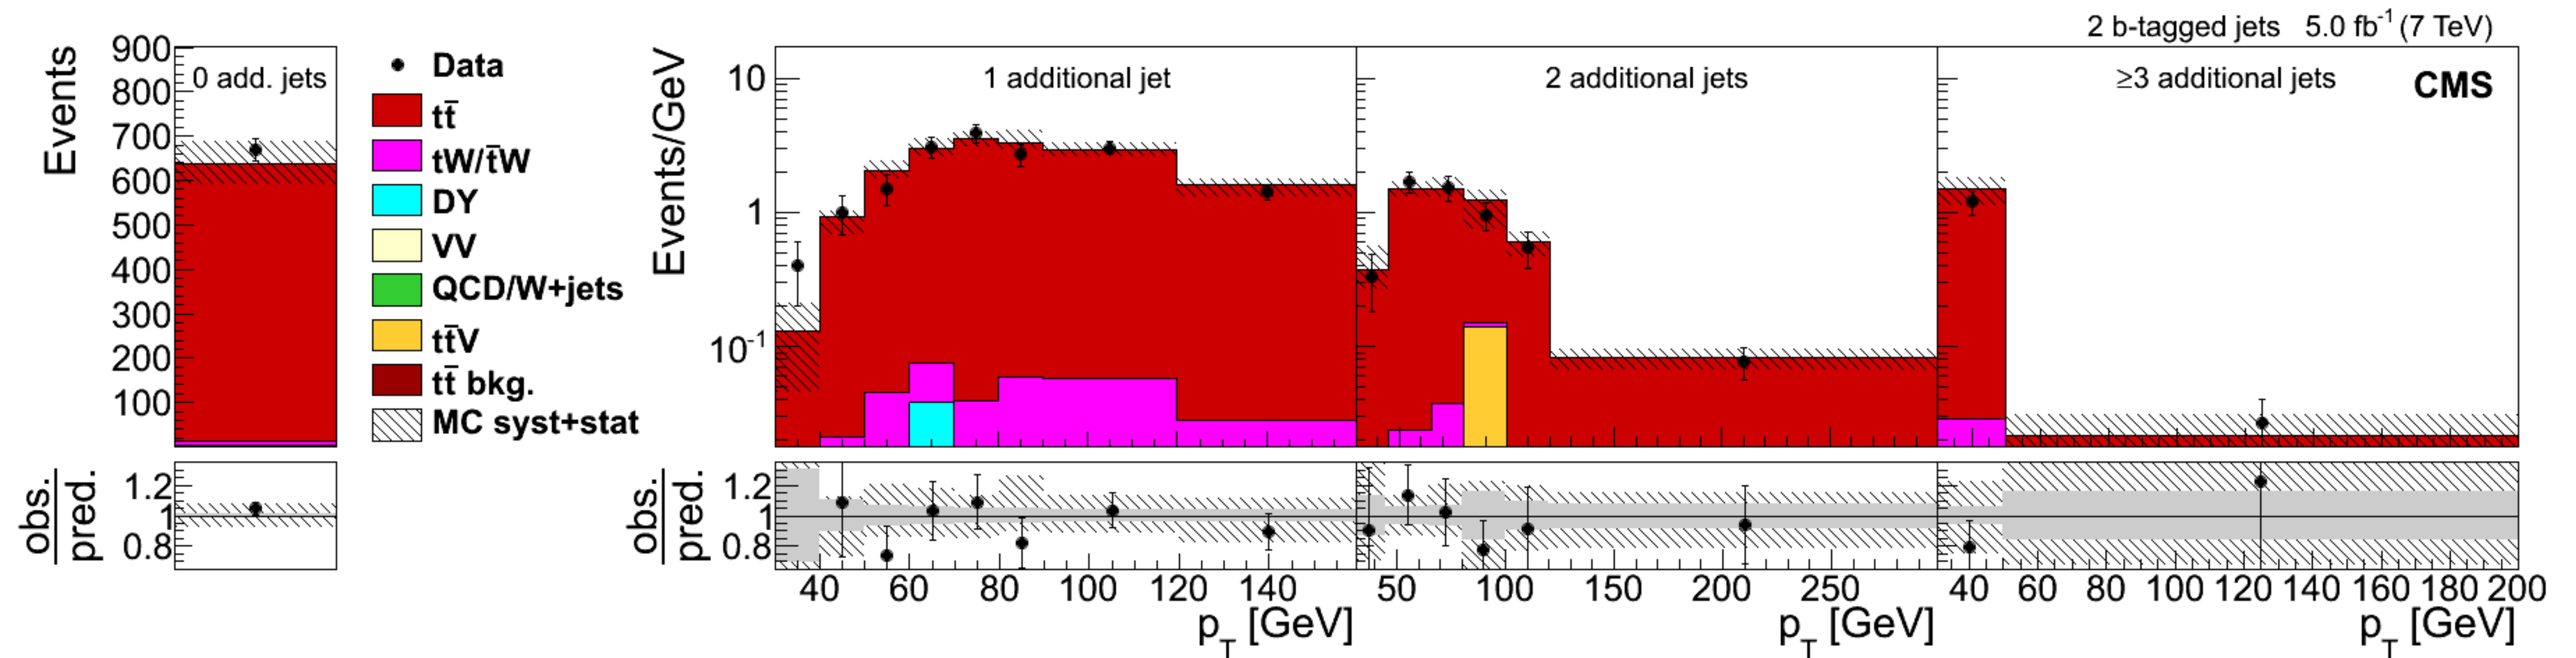 2 b-tagged jets 5.0 fb⁻¹ (7 TeV)
Events
900
800
700
600
500
400
300
200
100
0 add. jets
Data
tt̄
tW/t̄W
DY
VV
QCD/W+jets
tt̄V
tt̄ bkg.
MC syst+stat
Events/GeV
10
1
10⁻¹
1 additional jet
2 additional jets
≥3 additional jets
CMS
obs.
pred.
1.2
1
0.8
obs.
pred.
1.2
1
0.8
40 60 80 100 120 140
50 100 150 200 250
40 60 80 100 120 140 160 180 200
p_T [GeV]
p_T [GeV]
p_T [GeV]